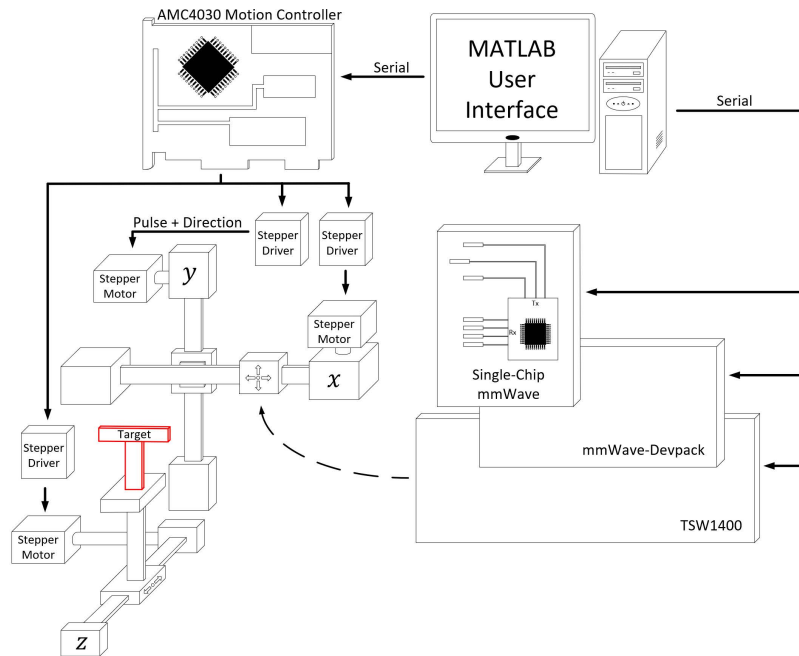 AMC4030 Motion Controller
Serial
MATLAB
User
Interface
Serial
Pulse + Direction
Stepper
Driver
Stepper
Driver
Stepper
Motor
y
Stepper
Motor
x
Tx
Rx
Single-Chip
mmWave
mmWave-Devpack
TSW1400
Target
Stepper
Driver
Stepper
Motor
z